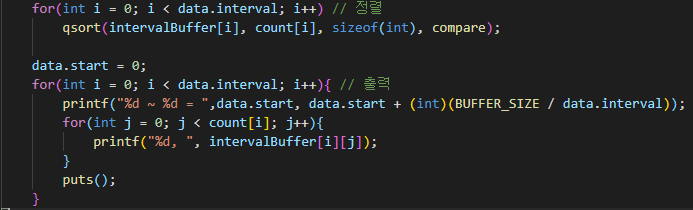 for(int i = 0; i < data.interval; i++) // 정렬
qsort(intervalBuffer[i], count[i], sizeof(int), compare);
data.start = 0;
for(int i = 0; i < data.interval; i++){ // 출력
printf("%d ~ %d = ",data.start, data.start + (int)(BUFFER_SIZE / data.interval));
for(int j = 0; j < count[i]; j++){
printf("%d, ", intervalBuffer[i][j]);
}
puts();
}